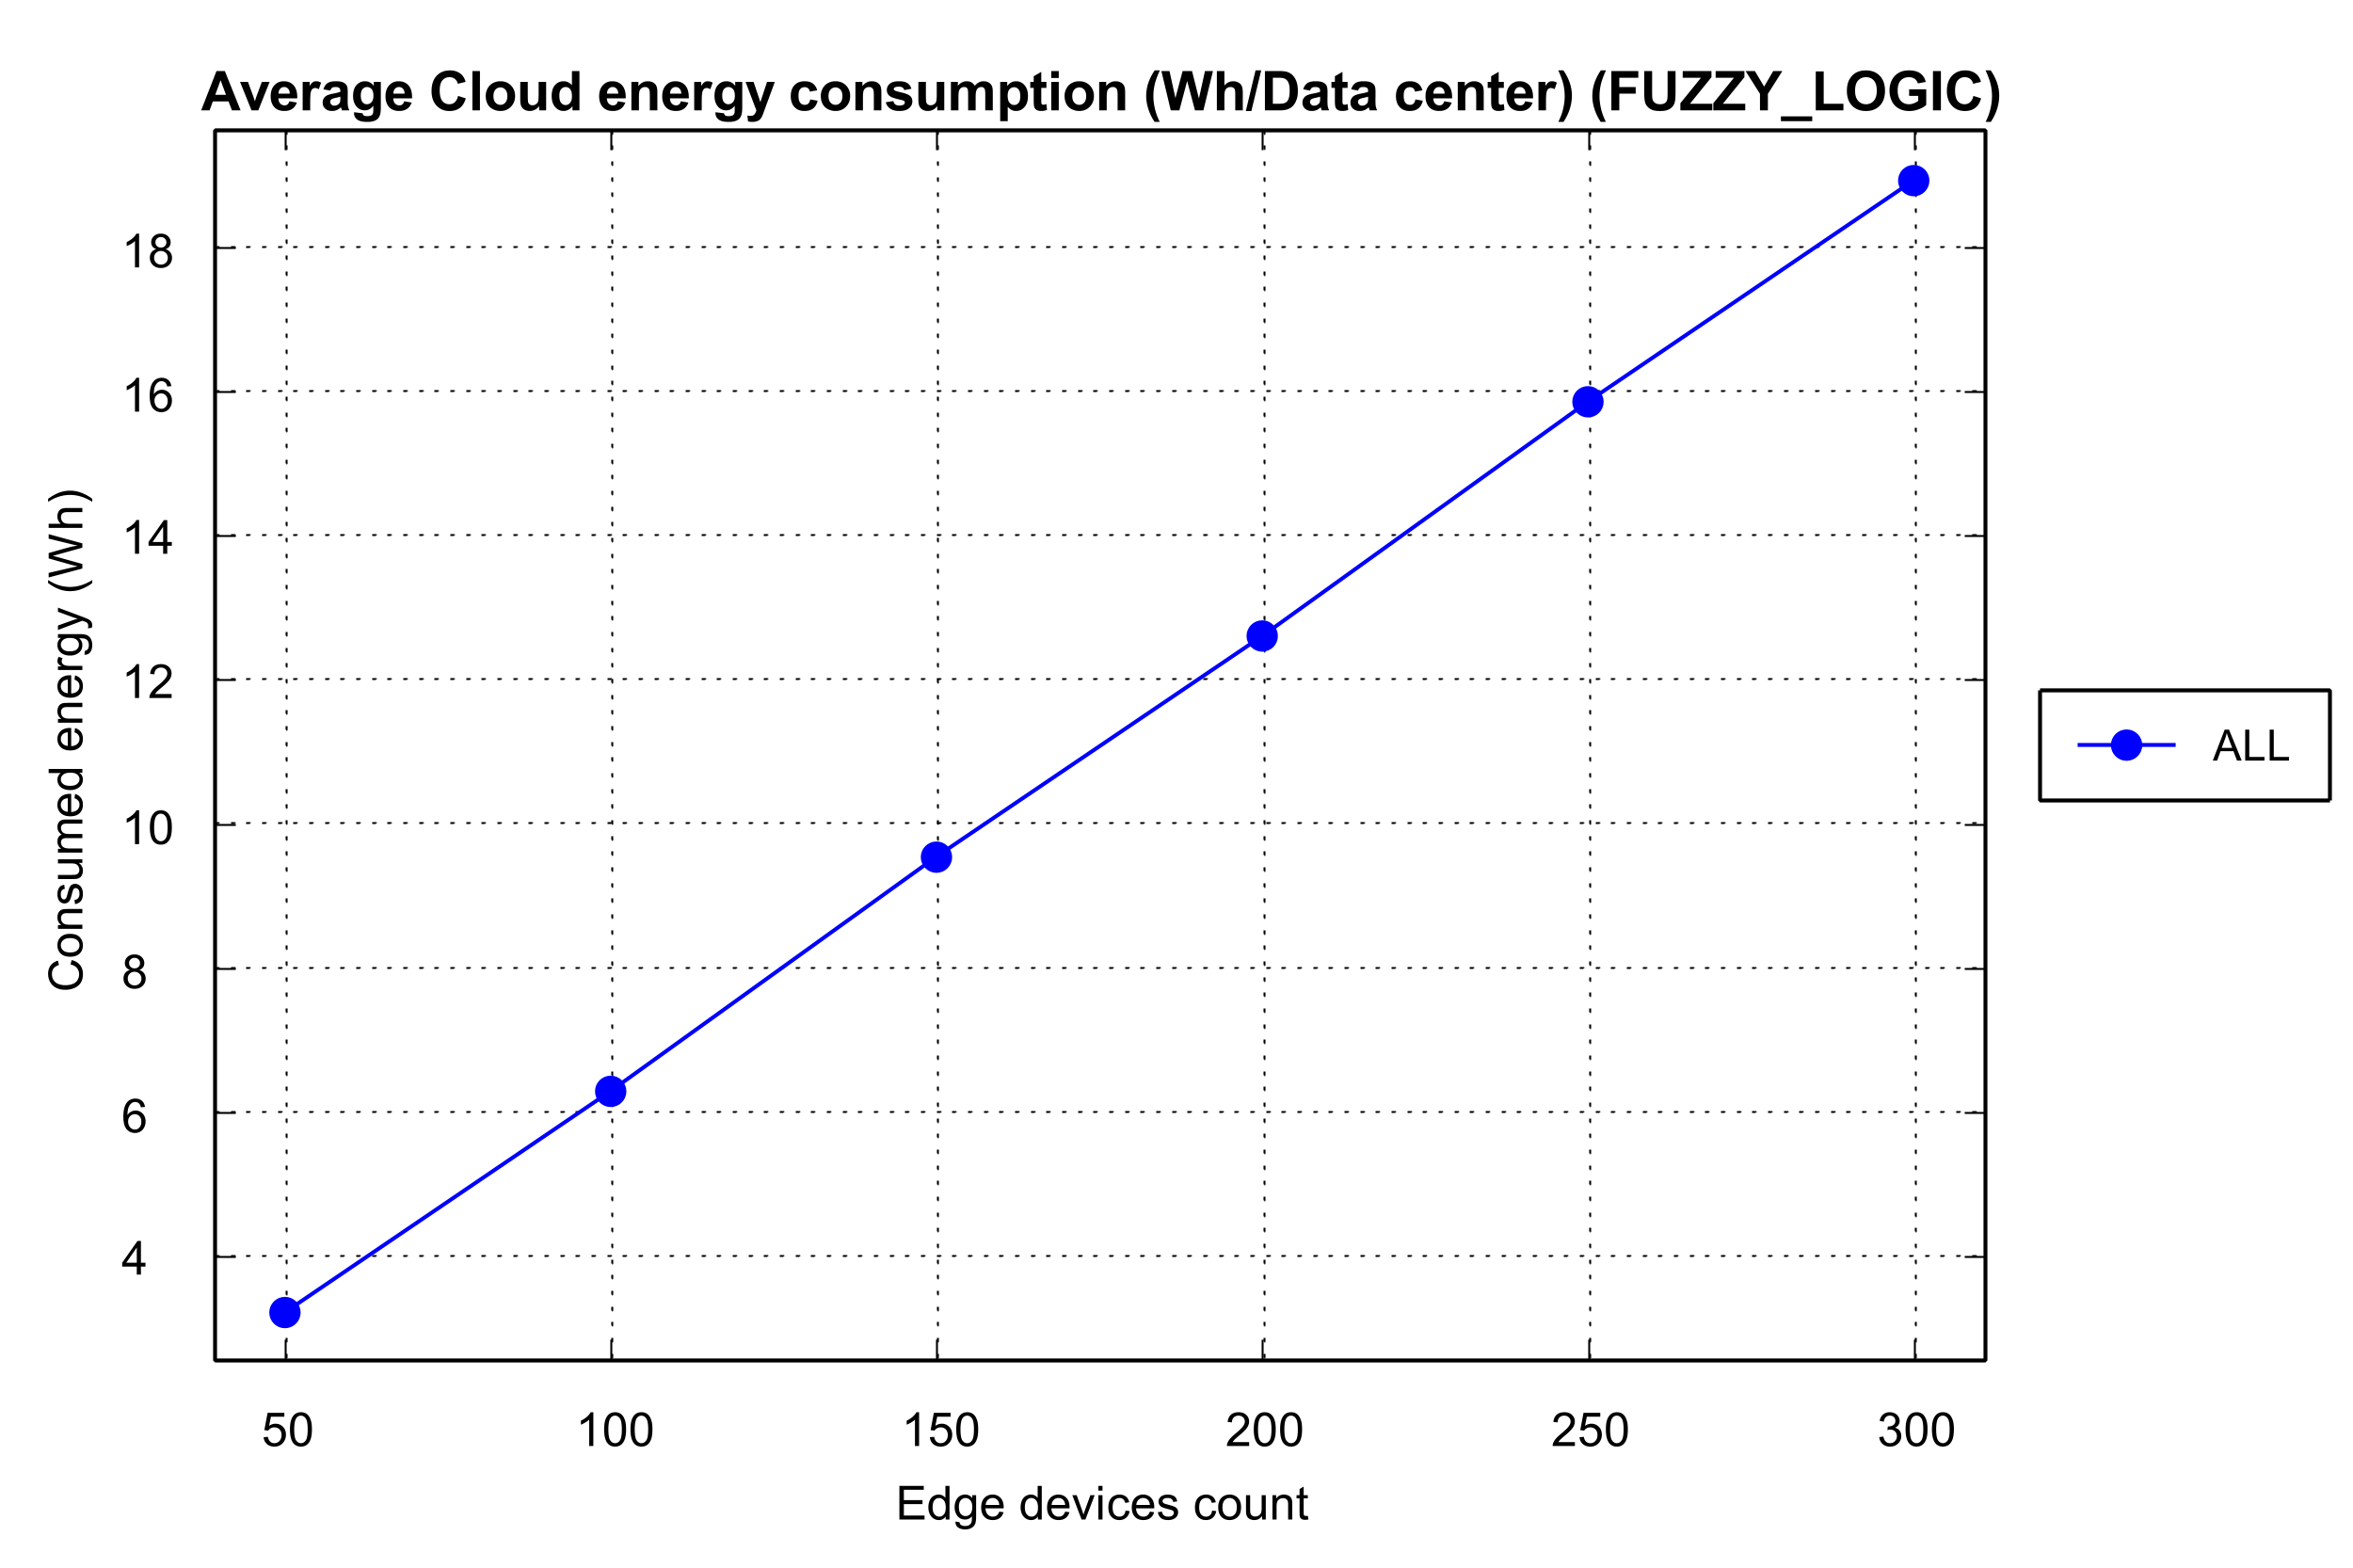 Average Cloud energy consumption (Wh/Data center) (FUZZY_LOGIC)
Consumed energy (Wh)
18
16
14
12
10
8
6
4
50 100 150 200 250 300
Edge devices count
ALL